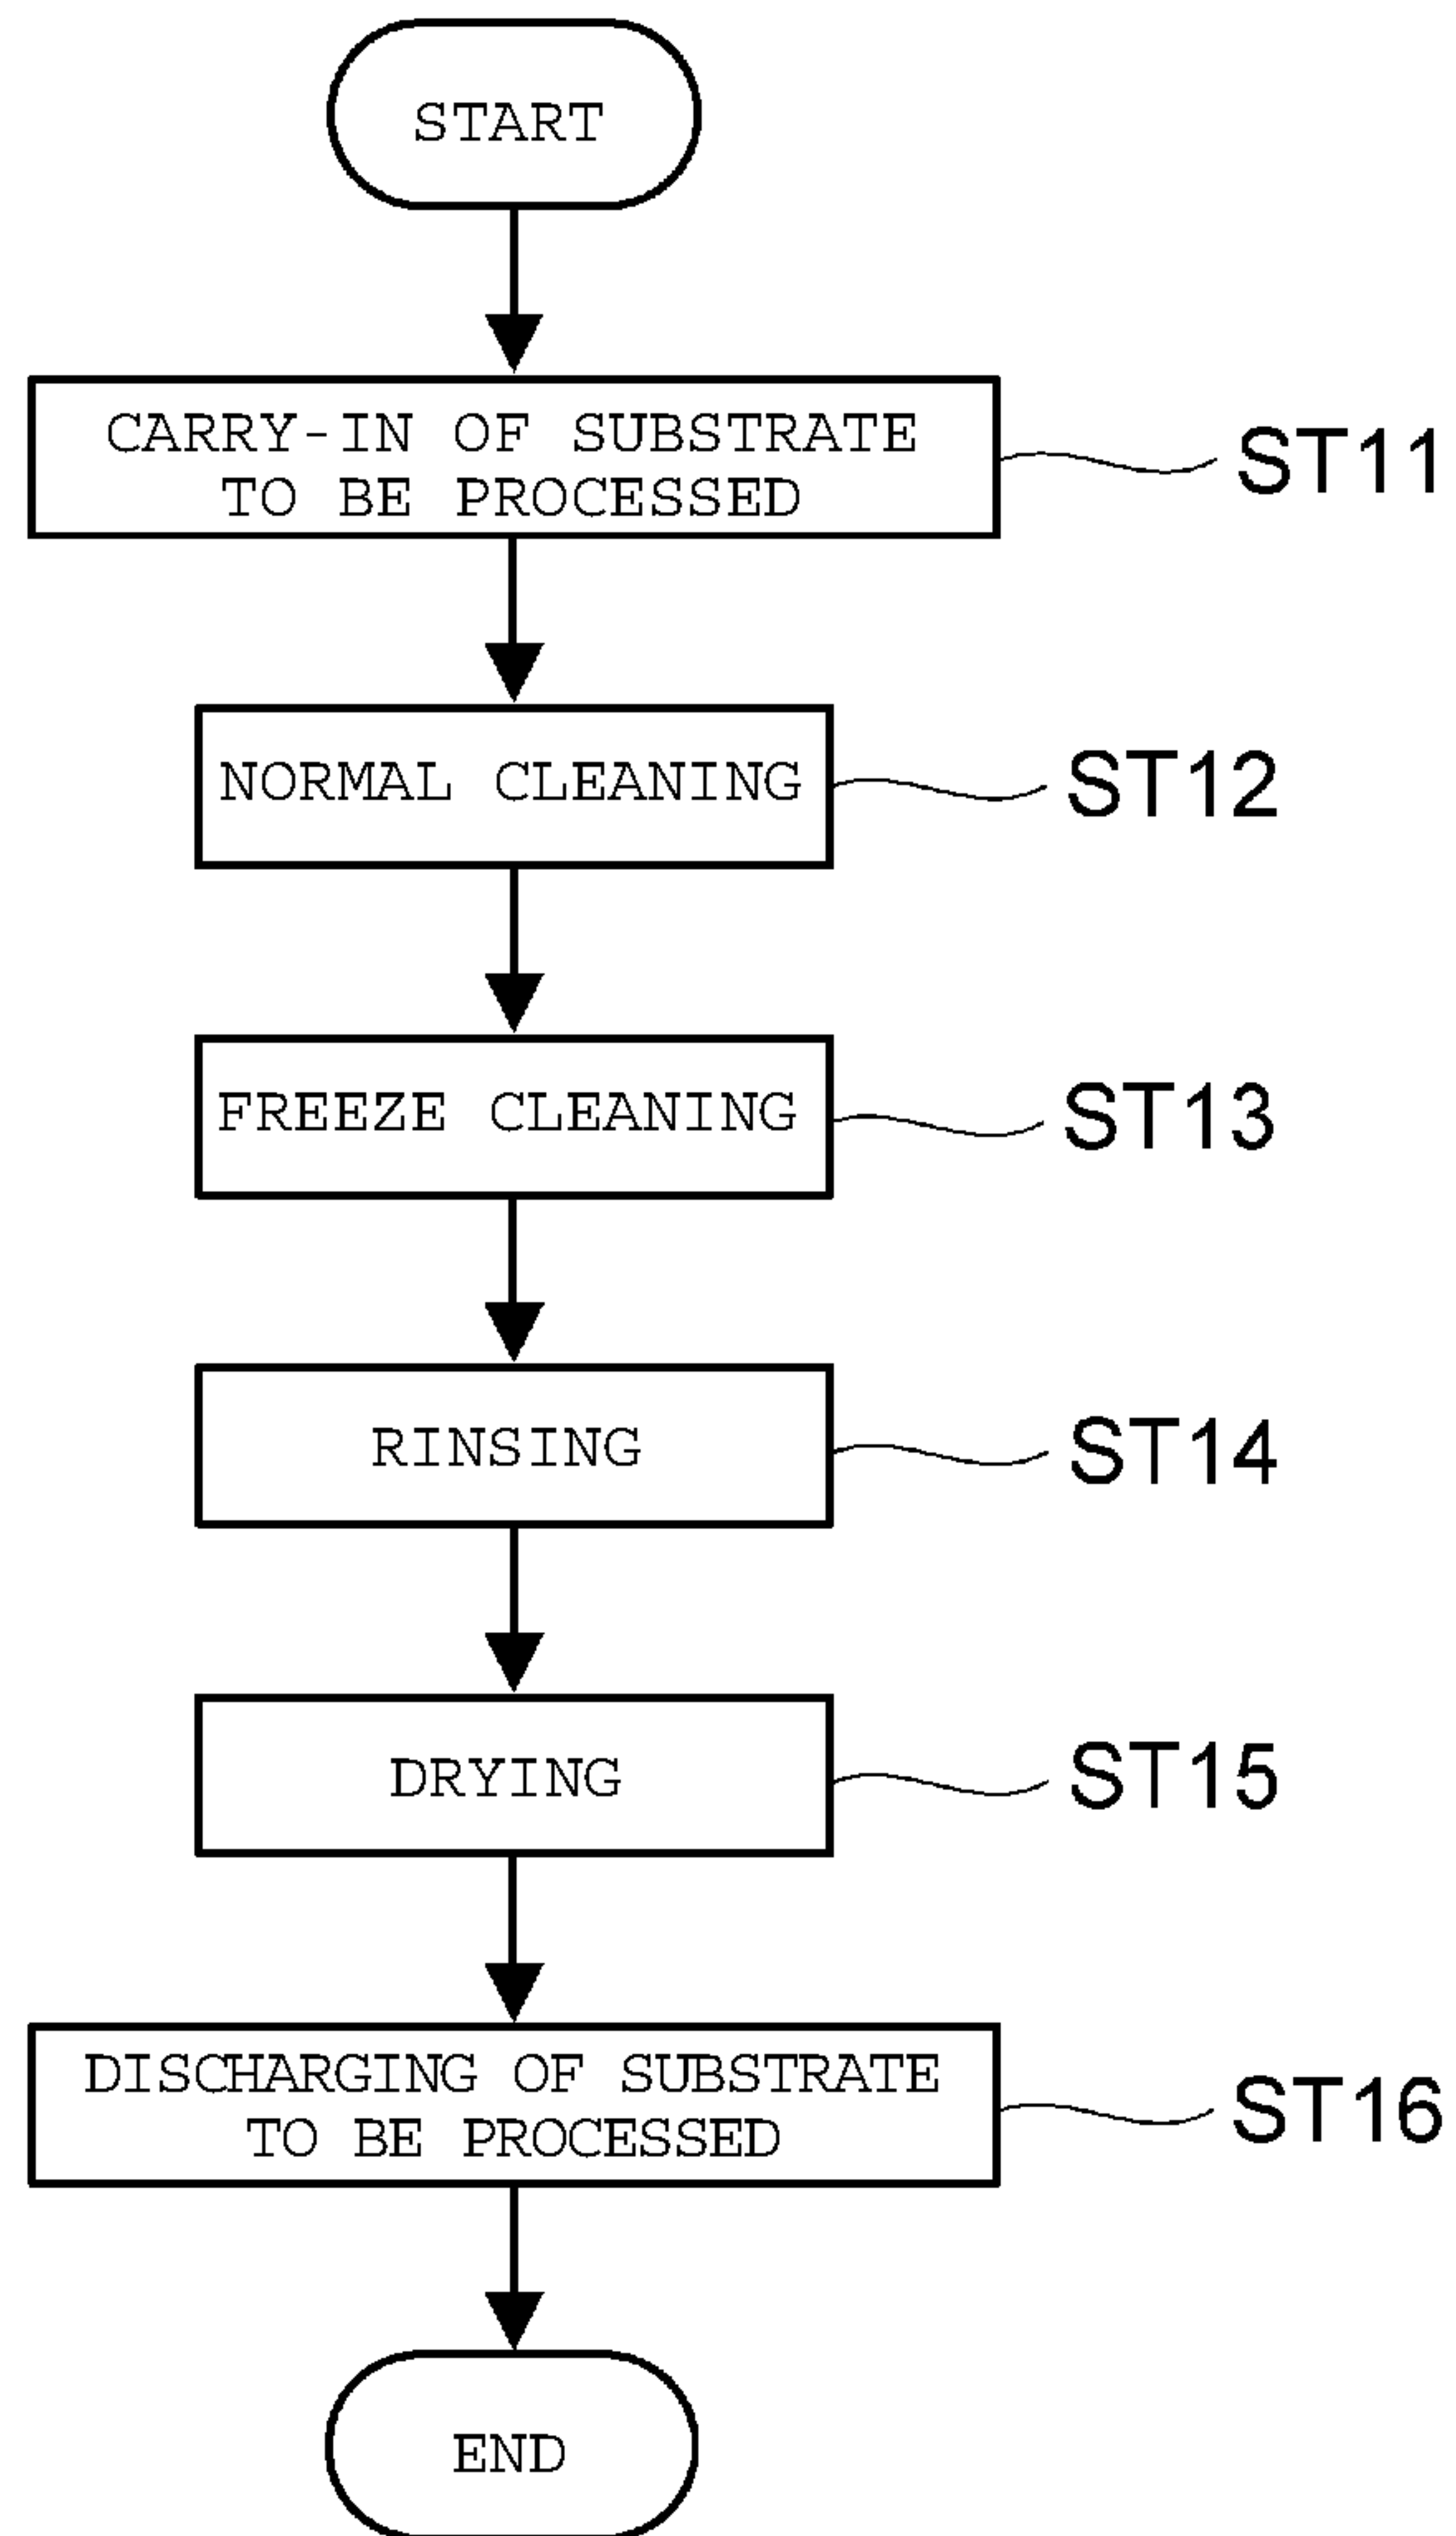 START
CARRY-IN OF SUBSTRATE
TO BE PROCESSED
ST11
NORMAL CLEANING
ST12
FREEZE CLEANING
ST13
RINSING
ST14
DRYING
ST15
DISCHARGING OF SUBSTRATE
TO BE PROCESSED
ST16
END